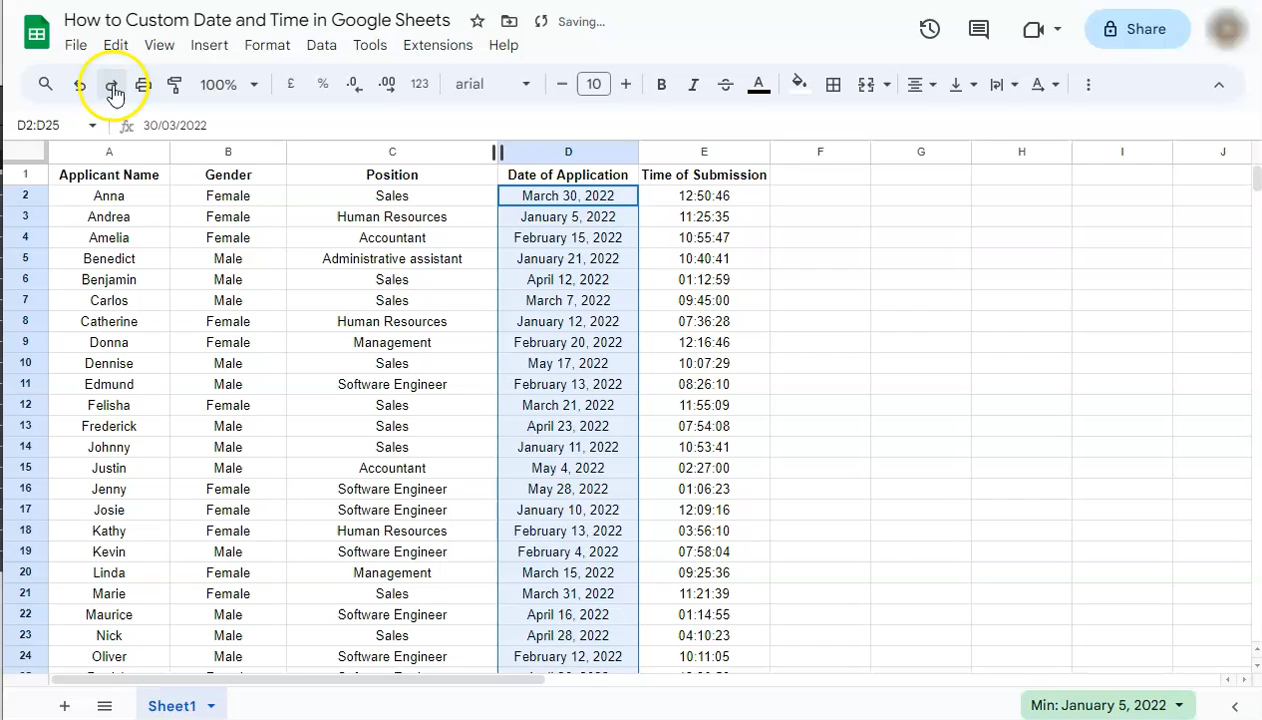 How to Custom Date and Time in Google Sheets Saving...
File Edit View Insert Format Data Tools Extensions Help
Share
100% £ % .0 .00 123 arial 10 B I S A A
D2:D25 fx 30/03/2022
A B C D E F G H I J
1 Applicant Name Gender Position Date of Application Time of Submission
2 Anna Female Sales March 30, 2022 12:50:46
3 Andrea Female Human Resources January 5, 2022 11:25:35
4 Amelia Female Accountant February 15, 2022 10:55:47
5 Benedict Male Administrative assistant January 21, 2022 10:40:41
6 Benjamin Male Sales April 12, 2022 01:12:59
7 Carlos Male Sales March 7, 2022 09:45:00
8 Catherine Female Human Resources January 12, 2022 07:36:28
9 Donna Female Management February 20, 2022 12:16:46
10 Dennise Male Sales May 17, 2022 10:07:29
11 Edmund Male Software Engineer February 13, 2022 08:26:10
12 Felisha Female Sales March 21, 2022 11:55:09
13 Frederick Male Sales April 23, 2022 07:54:08
14 Johnny Male Sales January 11, 2022 10:53:41
15 Justin Male Accountant May 4, 2022 02:27:00
16 Jenny Female Software Engineer May 28, 2022 01:06:23
17 Josie Female Software Engineer January 10, 2022 12:09:16
18 Kathy Female Human Resources February 13, 2022 03:56:10
19 Kevin Male Software Engineer February 4, 2022 07:58:04
20 Linda Female Management March 15, 2022 09:25:36
21 Marie Female Sales March 31, 2022 11:21:39
22 Maurice Male Software Engineer April 16, 2022 01:14:55
23 Nick Male Sales April 28, 2022 04:10:23
24 Oliver Male Software Engineer February 12, 2022 10:11:05
Sheet1 Min: January 5, 2022